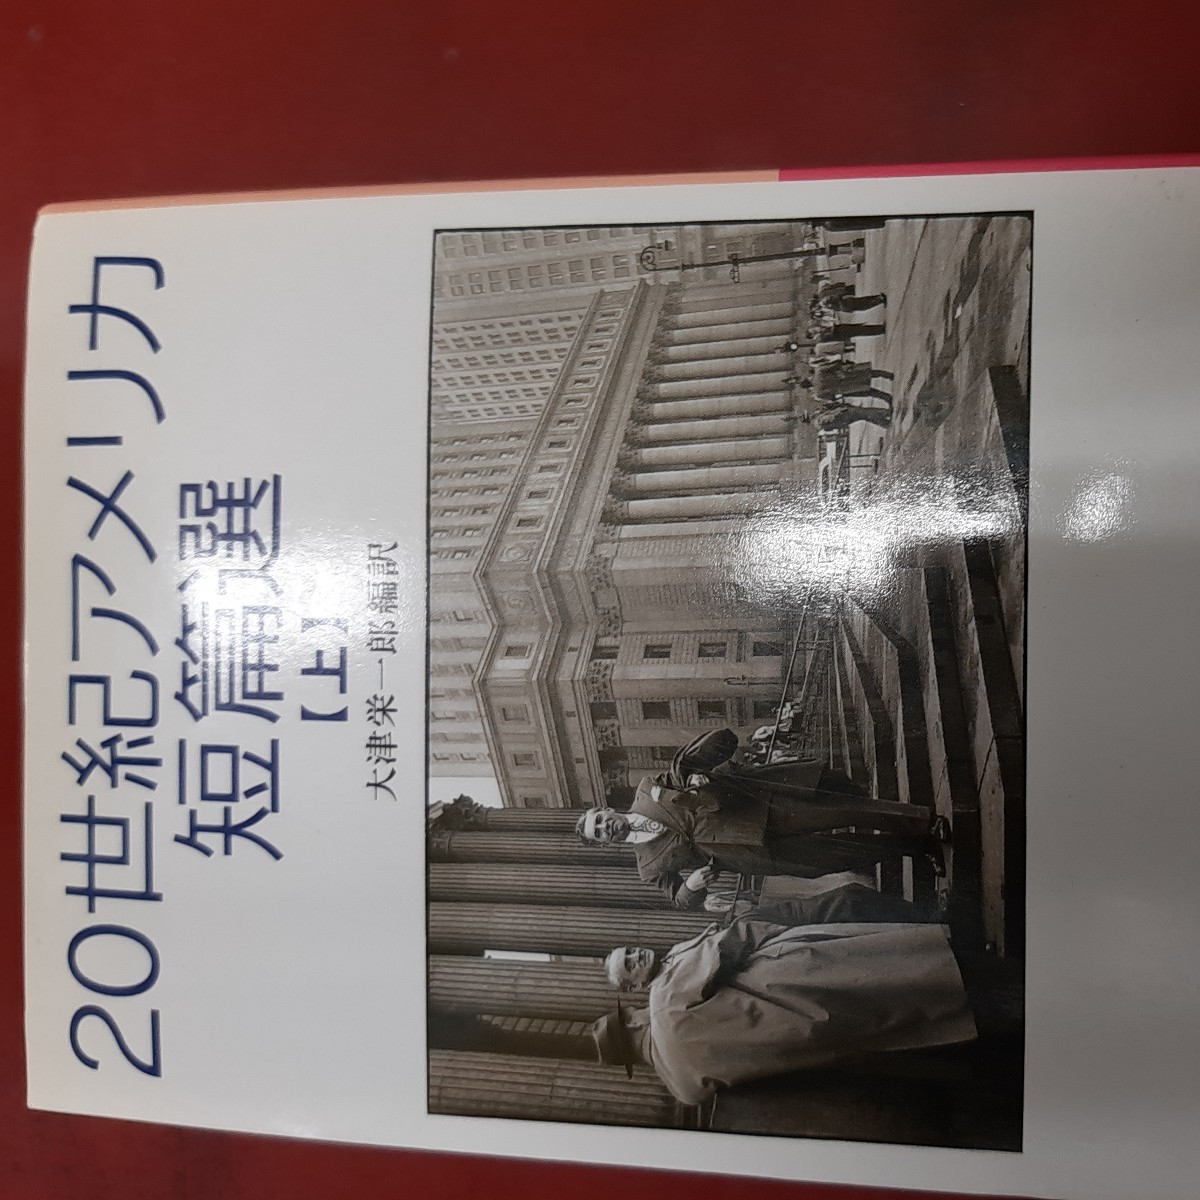 20世紀アメリカ
短篇選
【上】
大津栄一郎編訳